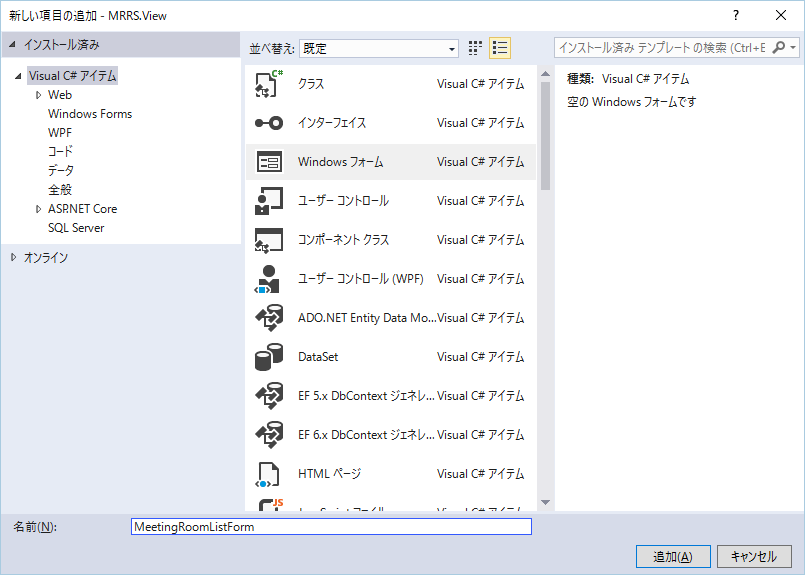 新しい項目の追加 - MRRS.View
?
インストール済み
並べ替え: 既定
インストール済み テンプレート の検索 (Ctrl+E
Visual C# アイテム
Web
Windows Forms
WPF
コード
データ
全般
ASP.NET Core
SQL Server
オンライン
クラス Visual C# アイテム
インターフェイス Visual C# アイテム
Windows フォーム Visual C# アイテム
ユーザー コントロール Visual C# アイテム
コンポーネント クラス Visual C# アイテム
ユーザー コントロール (WPF) Visual C# アイテム
ADO.NET Entity Data Mo... Visual C# アイテム
DataSet Visual C# アイテム
EF 5.x DbContext ジェネレ... Visual C# アイテム
EF 6.x DbContext ジェネレ... Visual C# アイテム
HTML ページ Visual C# アイテム
種類: Visual C# アイテム
空の Windows フォームです
名前(N):
MeetingRoomListForm
追加(A)
キャンセル